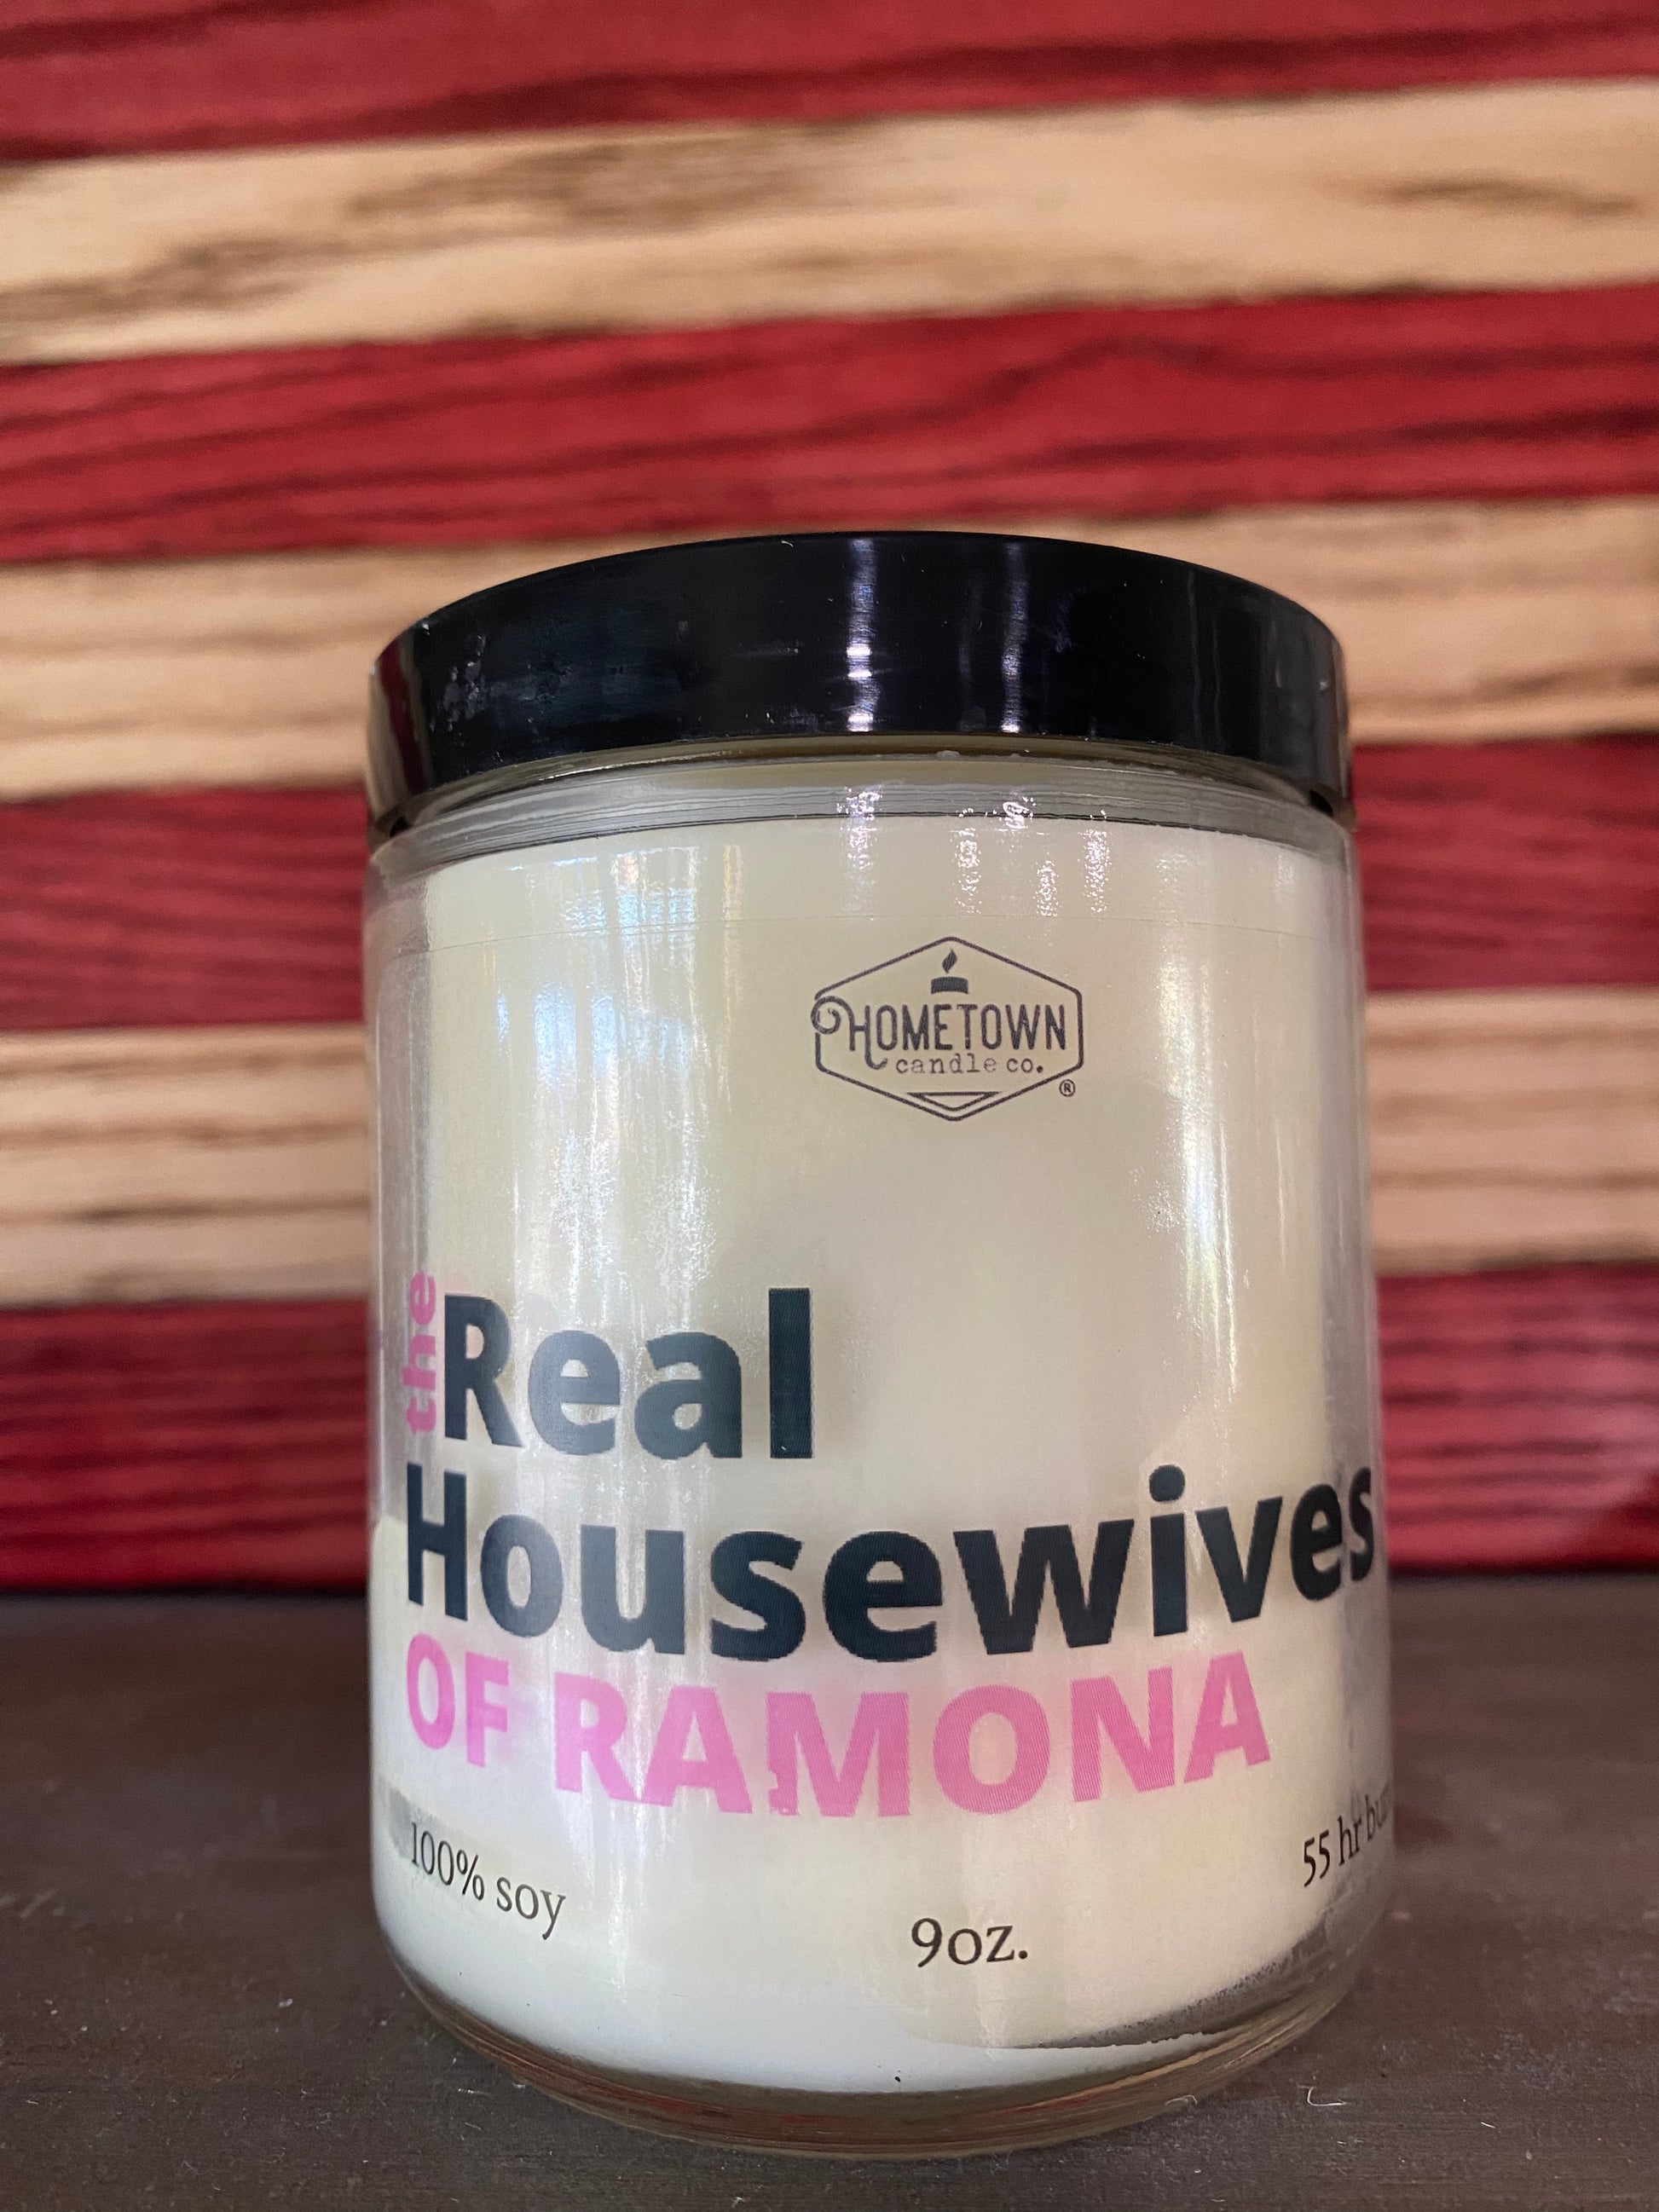 HOMETOWN
candle co.
®
the
Real
Housewives
OF RAMONA
100% soy
9oz.
55 hr